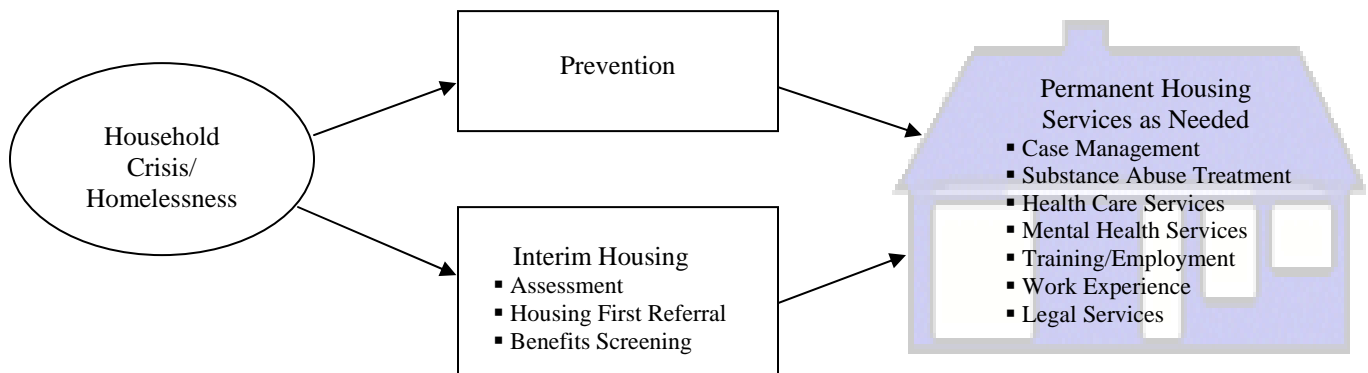 Household
Crisis/
Homelessness
Prevention
Interim Housing
▪ Assessment
▪ Housing First Referral
▪ Benefits Screening
Permanent Housing
Services as Needed
▪ Case Management
▪ Substance Abuse Treatment
▪ Health Care Services
▪ Mental Health Services
▪ Training/Employment
▪ Work Experience
▪ Legal Services